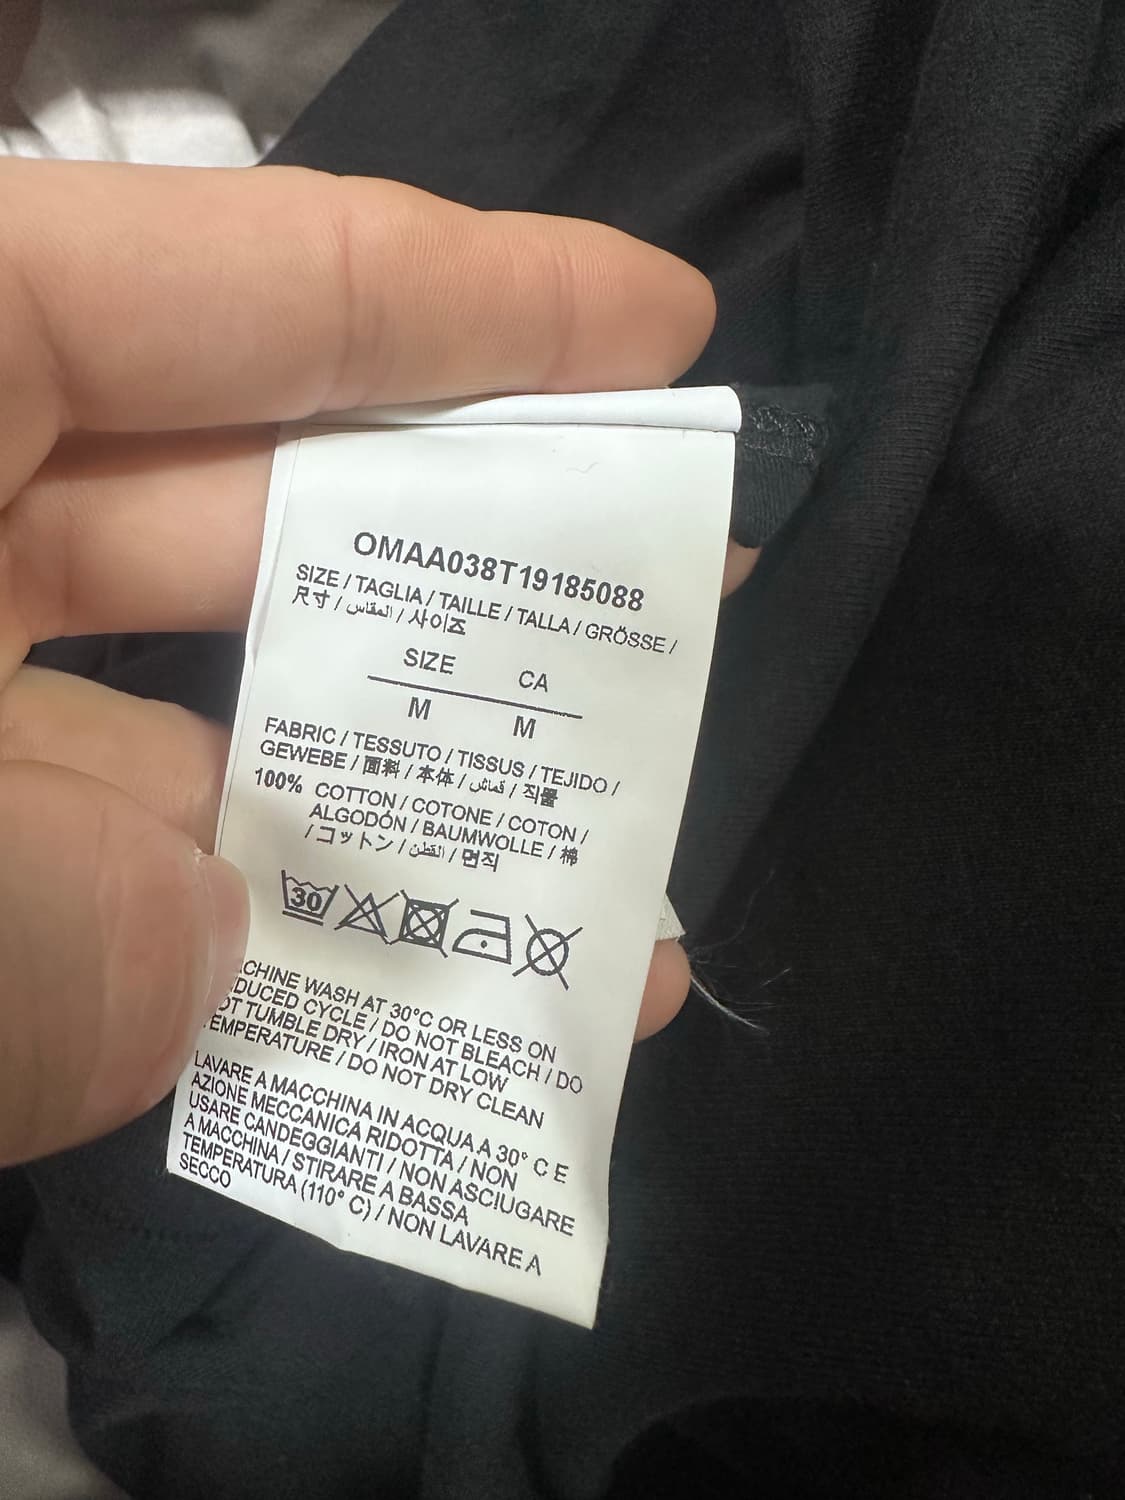 OMAA038T19185088
SIZE / TAGLIA / TAILLE / TALLA / GRÖSSE /
尺寸 / المقاس / 사이즈
SIZE CA
M M
FABRIC / TESSUTO / TISSUS / TEJIDO /
GEWEBE / 面料 / 本体 / قماش / 직물
100% COTTON / COTONE / COTON /
ALGODÓN / BAUMWOLLE / 棉
/ コットン / القطن / 면직
30
ACHINE WASH AT 30°C OR LESS ON
DUCED CYCLE / DO NOT BLEACH / DO
OT TUMBLE DRY / IRON AT LOW
TEMPERATURE / DO NOT DRY CLEAN
LAVARE A MACCHINA IN ACQUA A 30° C E
AZIONE MECCANICA RIDOTTA / NON
USARE CANDEGGIANTI / NON ASCIUGARE
A MACCHINA / STIRARE A BASSA
TEMPERATURA (110° C) / NON LAVARE A
SECCO